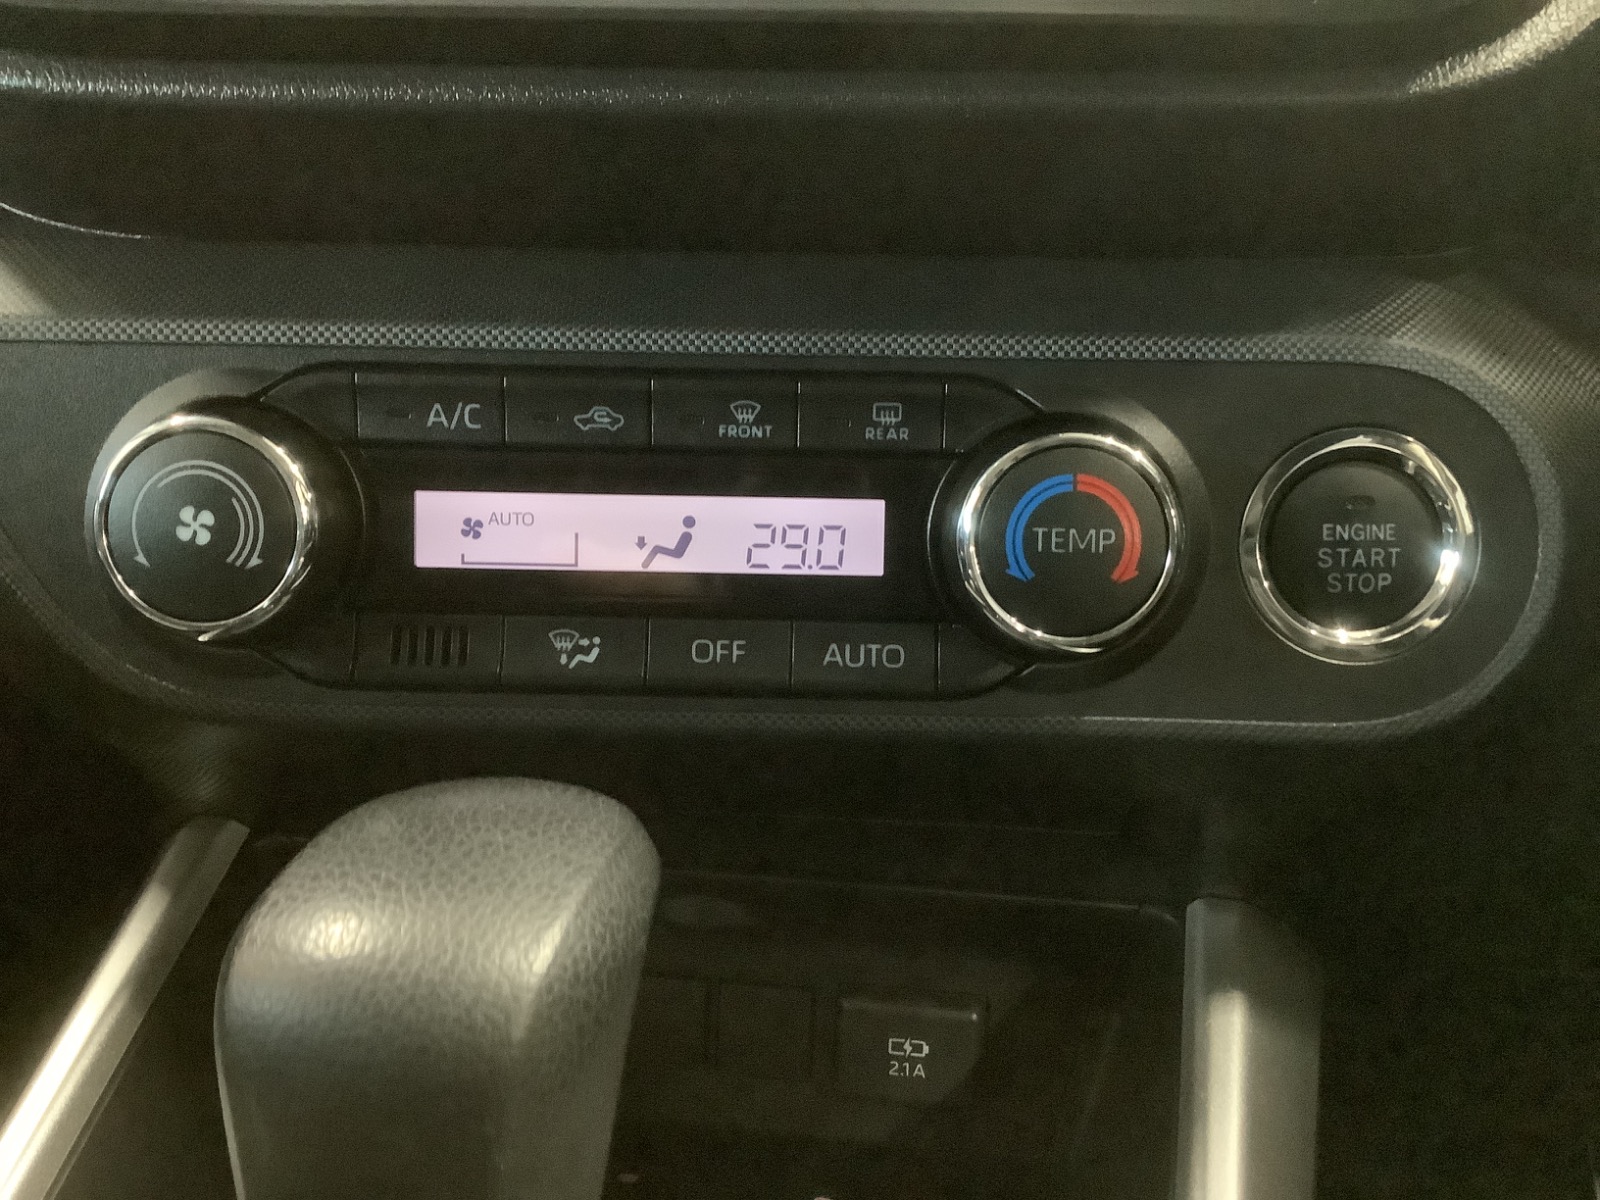 A/C
FRONT
REAR
AUTO
29.0
TEMP
ENGINE
START
STOP
OFF
AUTO
2.1A